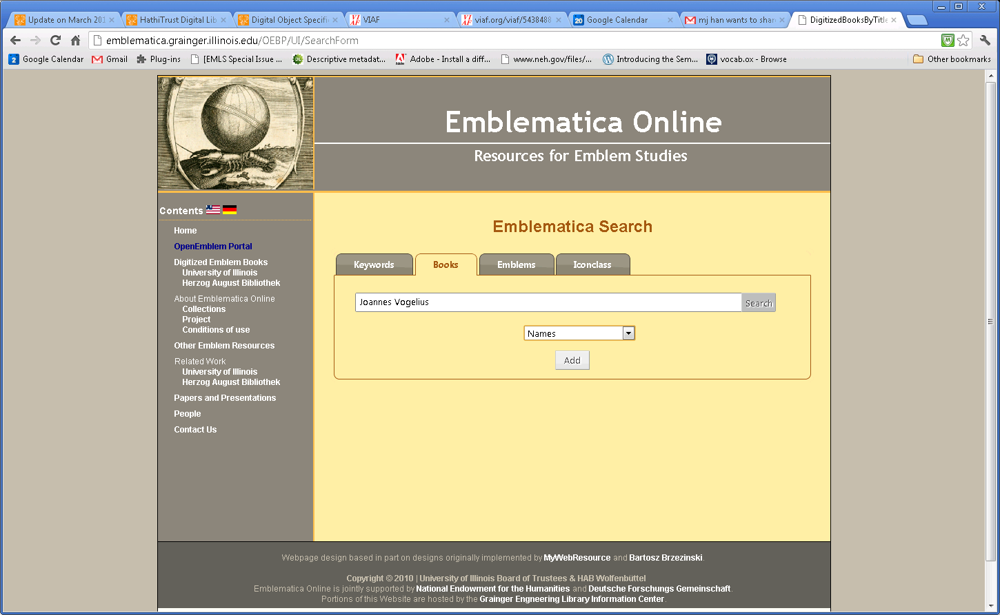 Update on March 201
HathiTrust Digital Lib
Digital Object Specifi
VIAF
viaf.org/viaf/5438488
Google Calendar
mj han wants to share
DigitizedBooksByTitle
emblematica.grainger.illinois.edu/OEBP/UI/SearchForm
Google Calendar
Gmail
Plug-ins
[EMLS Special Issue ...
Descriptive metadat...
Adobe - Install a diff...
www.neh.gov/files/...
Introducing the Sem...
vocab.ox - Browse
Other bookmarks
Emblematica Online
Resources for Emblem Studies
Contents
Home
OpenEmblem Portal
Digitized Emblem Books
University of Illinois
Herzog August Bibliothek
About Emblematica Online
Collections
Project
Conditions of use
Other Emblem Resources
Related Work
University of Illinois
Herzog August Bibliothek
Papers and Presentations
People
Contact Us
Emblematica Search
Keywords
Books
Emblems
Iconclass
Joannes Vogelius
Search
Names
Add
Webpage design based in part on designs originally implemented by MyWebResource and Bartosz Brzezinski.
Copyright © 2010 | University of Illinois Board of Trustees & HAB Wolfenbüttel
Emblematica Online is jointly supported by National Endowment for the Humanities and Deutsche Forschungs Gemeinschaft.
Portions of this Website are hosted by the Grainger Engneering Library Information Center.